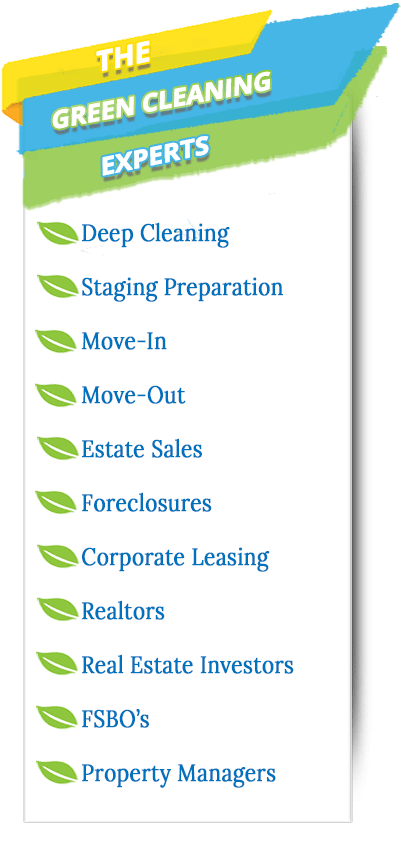 THE
GREEN CLEANING
EXPERTS
Deep Cleaning
Staging Preparation
Move-In
Move-Out
Estate Sales
Foreclosures
Corporate Leasing
Realtors
Real Estate Investors
FSBO’s
Property Managers